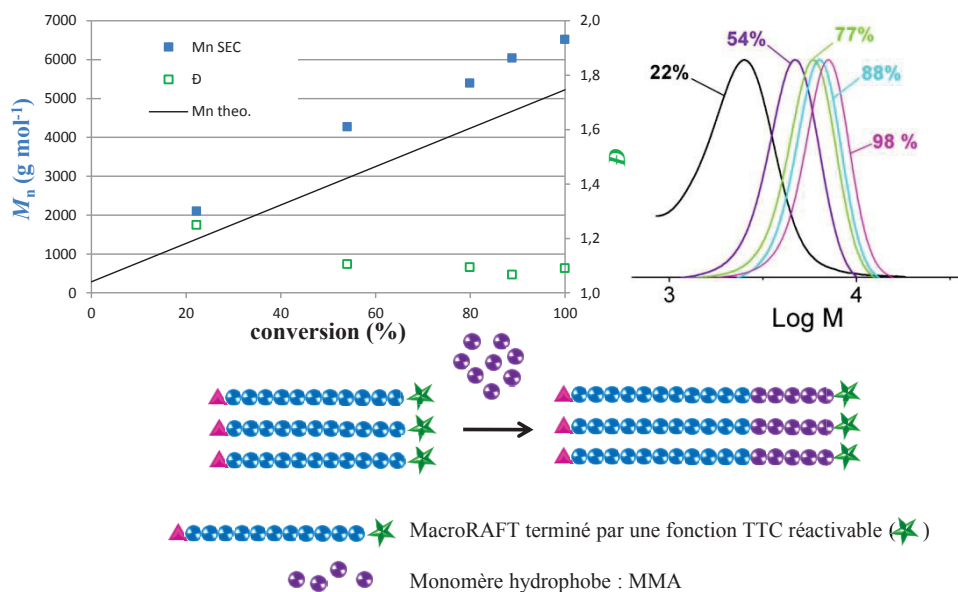 7000
6000
5000
4000
3000
2000
1000
0
M_n (g mol⁻¹)
Mn SEC
Đ
Mn theo.
2,0
1,8
1,6
1,4
1,2
1,0
Đ
0 20 40 60 80 100
conversion (%)
22%
54%
77%
88%
98 %
3 4
Log M
MacroRAFT terminé par une fonction TTC réactivable ( )
Monomère hydrophobe : MMA